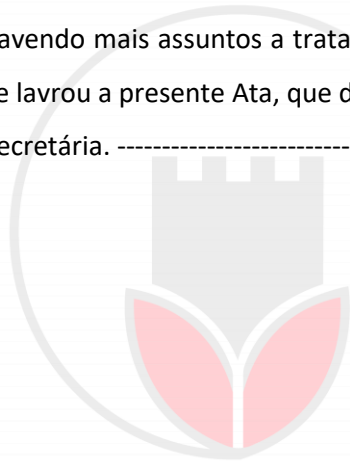 avendo mais assuntos a trata
e lavrou a presente Ata, que d
ecretária. --------------------------